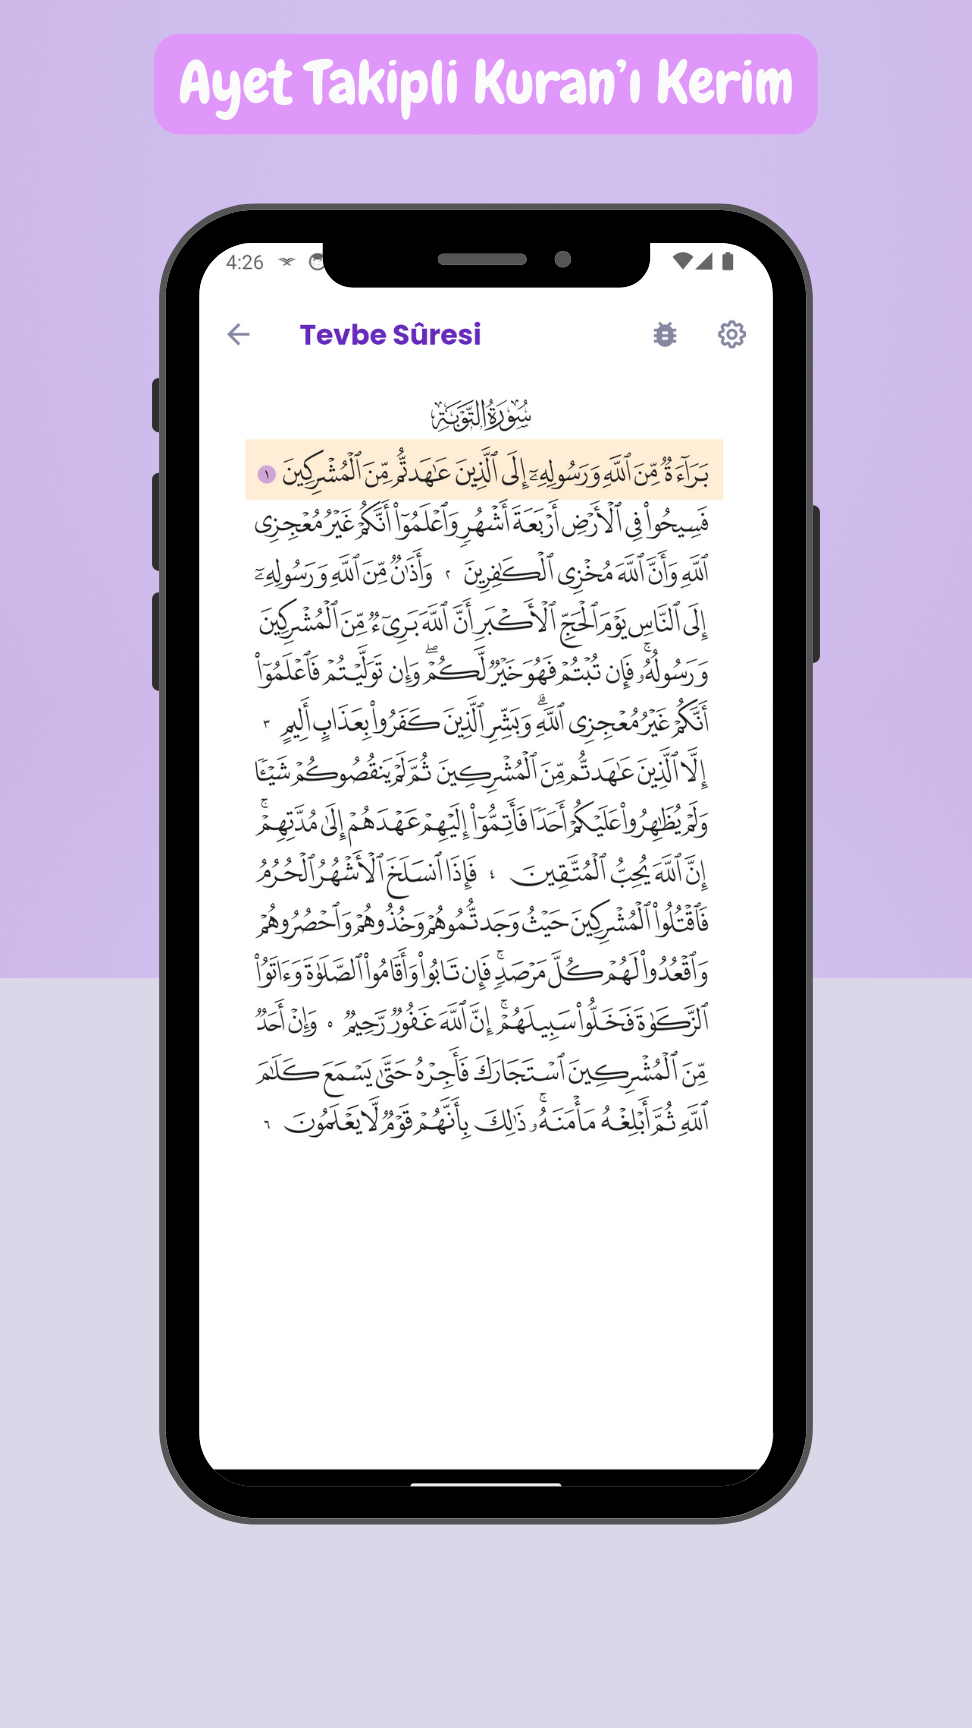 Ayet Takipli Kuran’ı Kerim
4:26
Tevbe Sûresi
سُورَةُ التَّوۡبَةِ
بَرَآءَةٌ مِّنَ ٱللَّهِ وَرَسُولِهِۦٓ إِلَى ٱلَّذِينَ عَٰهَدتُّم مِّنَ ٱلۡمُشۡرِكِينَ ١
فَسِيحُواْ فِي ٱلۡأَرۡضِ أَرۡبَعَةَ أَشۡهُرٖ وَٱعۡلَمُوٓاْ أَنَّكُمۡ غَيۡرُ مُعۡجِزِي
ٱللَّهِ وَأَنَّ ٱللَّهَ مُخۡزِي ٱلۡكَٰفِرِينَ ٢ وَأَذَٰنٌ مِّنَ ٱللَّهِ وَرَسُولِهِۦٓ
إِلَى ٱلنَّاسِ يَوۡمَ ٱلۡحَجِّ ٱلۡأَكۡبَرِ أَنَّ ٱللَّهَ بَرِيٓءٌ مِّنَ ٱلۡمُشۡرِكِينَ
وَرَسُولُهُۥۚ فَإِن تُبۡتُمۡ فَهُوَ خَيۡرٌ لَّكُمۡۖ وَإِن تَوَلَّيۡتُمۡ فَٱعۡلَمُوٓاْ
أَنَّكُمۡ غَيۡرُ مُعۡجِزِي ٱللَّهِۗ وَبَشِّرِ ٱلَّذِينَ كَفَرُواْ بِعَذَابٍ أَلِيمٍ ٣
إِلَّا ٱلَّذِينَ عَٰهَدتُّم مِّنَ ٱلۡمُشۡرِكِينَ ثُمَّ لَمۡ يَنقُصُوكُمۡ شَيۡـٔٗا
وَلَمۡ يُظَٰهِرُواْ عَلَيۡكُمۡ أَحَدٗا فَأَتِمُّوٓاْ إِلَيۡهِمۡ عَهۡدَهُمۡ إِلَىٰ مُدَّتِهِمۡۚ
إِنَّ ٱللَّهَ يُحِبُّ ٱلۡمُتَّقِينَ ٤ فَإِذَا ٱنسَلَخَ ٱلۡأَشۡهُرُ ٱلۡحُرُمُ
فَٱقۡتُلُواْ ٱلۡمُشۡرِكِينَ حَيۡثُ وَجَدتُّمُوهُمۡ وَخُذُوهُمۡ وَٱحۡصُرُوهُمۡ
وَٱقۡعُدُواْ لَهُمۡ كُلَّ مَرۡصَدٖۚ فَإِن تَابُواْ وَأَقَامُواْ ٱلصَّلَوٰةَ وَءَاتَوُاْ
ٱلزَّكَوٰةَ فَخَلُّواْ سَبِيلَهُمۡۚ إِنَّ ٱللَّهَ غَفُورٌ رَّحِيمٌ ٥ وَإِنۡ أَحَدٌ
مِّنَ ٱلۡمُشۡرِكِينَ ٱسۡتَجَارَكَ فَأَجِرۡهُ حَتَّىٰ يَسۡمَعَ كَلَٰمَ
ٱللَّهِ ثُمَّ أَبۡلِغۡهُ مَأۡمَنَهُۥۚ ذَٰلِكَ بِأَنَّهُمۡ قَوۡمٌ لَّا يَعۡلَمُونَ ٦